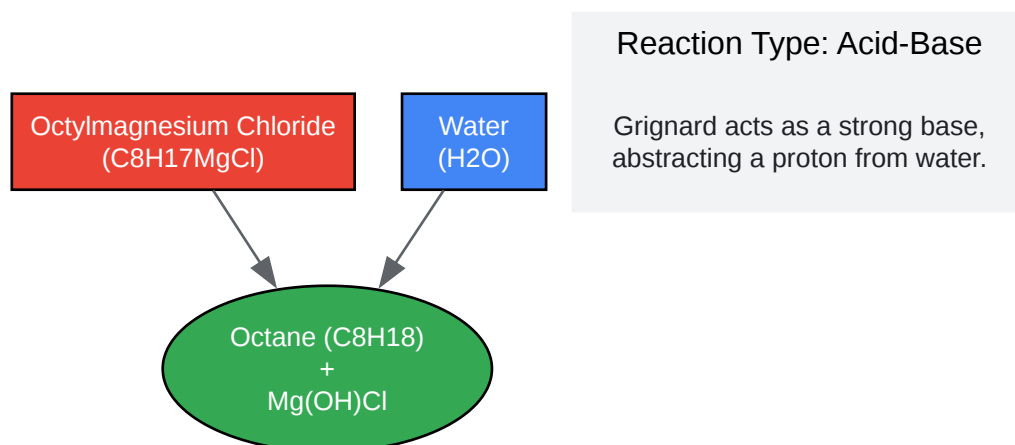 Reaction Type: Acid-Base
Octylmagnesium Chloride
(C8H17MgCl)
Water
(H2O)
Grignard acts as a strong base,
abstracting a proton from water.
Octane (C8H18)
+
Mg(OH)Cl